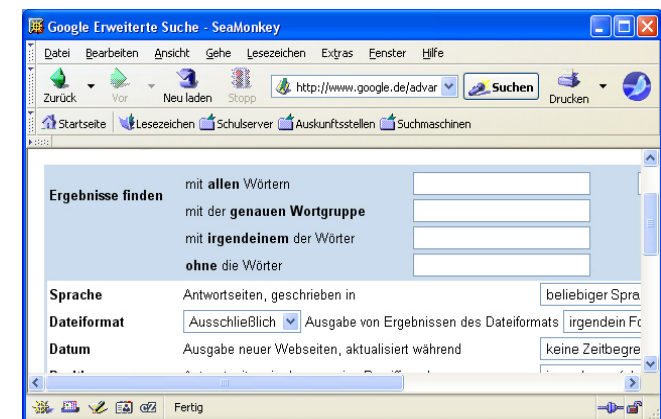 Google Erweiterte Suche - SeaMonkey
Datei Bearbeiten Ansicht Gehe Lesezeichen Extras Fenster Hilfe
Zurück Vor Neu laden Stopp http://www.google.de/advar Suchen Drucken
Startseite Lesezeichen Schulserver Auskunftsstellen Suchmaschinen
Ergebnisse finden mit allen Wörtern
mit der genauen Wortgruppe
mit irgendeinem der Wörter
ohne die Wörter
Sprache Antwortseiten, geschrieben in beliebiger Spra
Dateiformat Ausschließlich Ausgabe von Ergebnissen des Dateiformats irgendein Fo
Datum Ausgabe neuer Webseiten, aktualisiert während keine Zeitbegre
Fertig